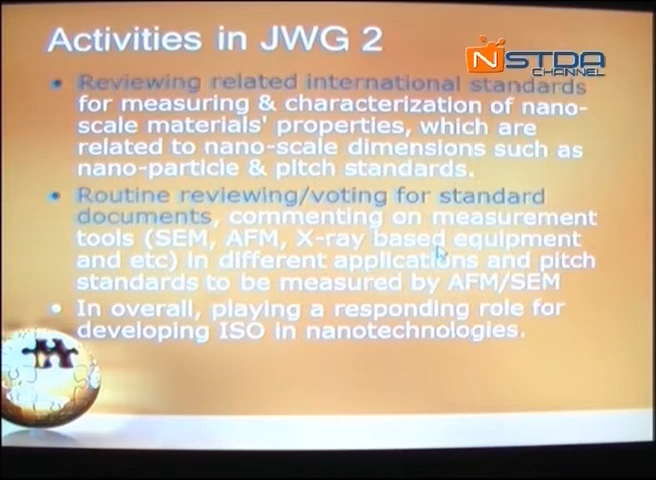 Activities in JWG 2
NSTDA
CHANNEL
• Reviewing related international standards
for measuring & characterization of nano-
scale materials' properties, which are
related to nano-scale dimensions such as
nano-particle & pitch standards.
• Routine reviewing/voting for standard
documents, commenting on measurement
tools (SEM, AFM, X-ray based equipment
and etc) in different applications and pitch
standards to be measured by AFM/SEM
• In overall, playing a responding role for
developing ISO in nanotechnologies.